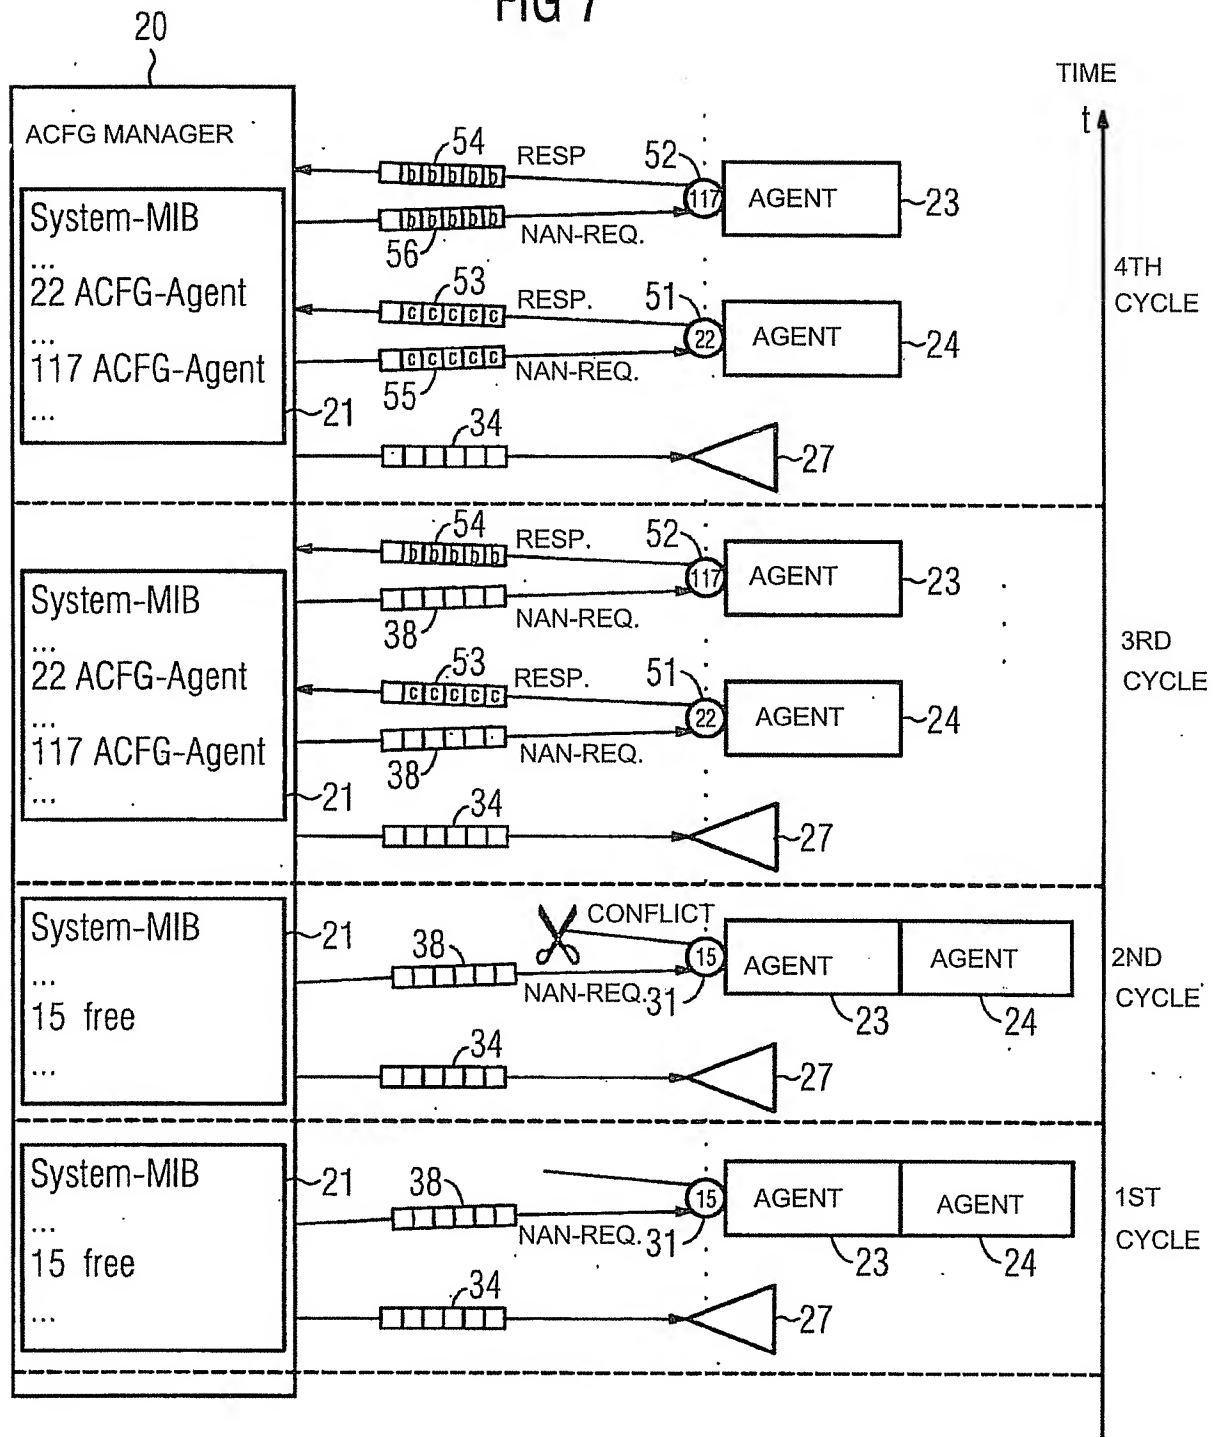 FIG 7
20
TIME
t
ACFG MANAGER
54
RESP
52
b b b b b
117
AGENT
23
System-MIB
b b b b b
56
NAN-REQ.
...
22 ACFG-Agent
53
RESP.
51
4TH
CYCLE
c c c c c
22
AGENT
24
...
117 ACFG-Agent
c c c c c
55
NAN-REQ.
...
21
34
27
54
RESP.
52
b b b b b
117
AGENT
23
System-MIB
38
NAN-REQ.
...
22 ACFG-Agent
53
RESP.
51
3RD
CYCLE
c c c c c
22
AGENT
24
...
117 ACFG-Agent
38
NAN-REQ.
...
21
34
27
System-MIB
21
38
CONFLICT
15
AGENT
AGENT
2ND
CYCLE
...
NAN-REQ.
31
15 free
23
24
...
34
27
System-MIB
21
38
15
AGENT
AGENT
1ST
CYCLE
...
NAN-REQ.
31
15 free
23
24
...
34
27